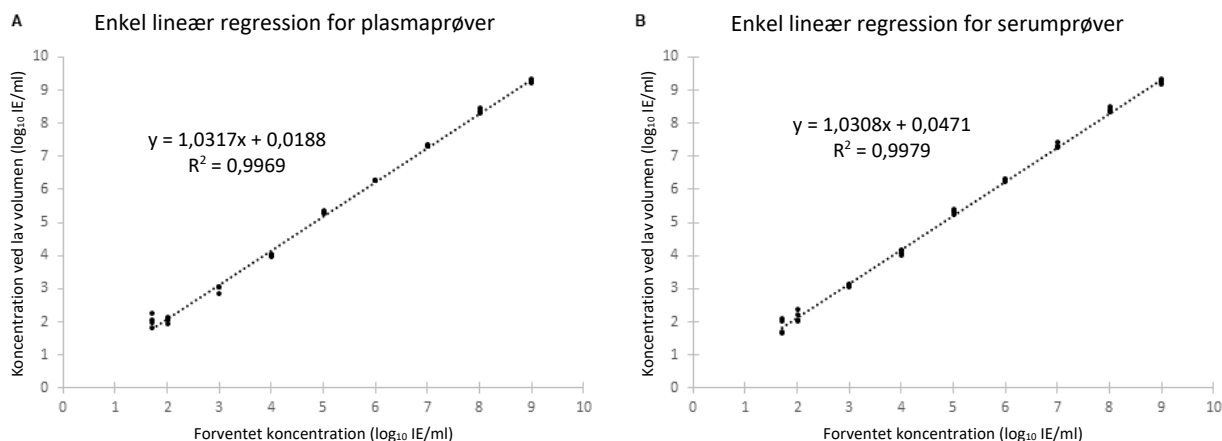 A
Enkel lineær regression for plasmaprøver
Koncentration ved lav volumen (log₁₀ IE/ml)
10
9
8
7
6
5
4
3
2
1
0
y = 1,0317x + 0,0188
R² = 0,9969
0 1 2 3 4 5 6 7 8 9 10
Forventet koncentration (log₁₀ IE/ml)
B
Enkel lineær regression for serumprøver
Koncentration ved lav volumen (log₁₀ IE/ml)
10
9
8
7
6
5
4
3
2
1
0
y = 1,0308x + 0,0471
R² = 0,9979
0 1 2 3 4 5 6 7 8 9 10
Forventet koncentration (log₁₀ IE/ml)